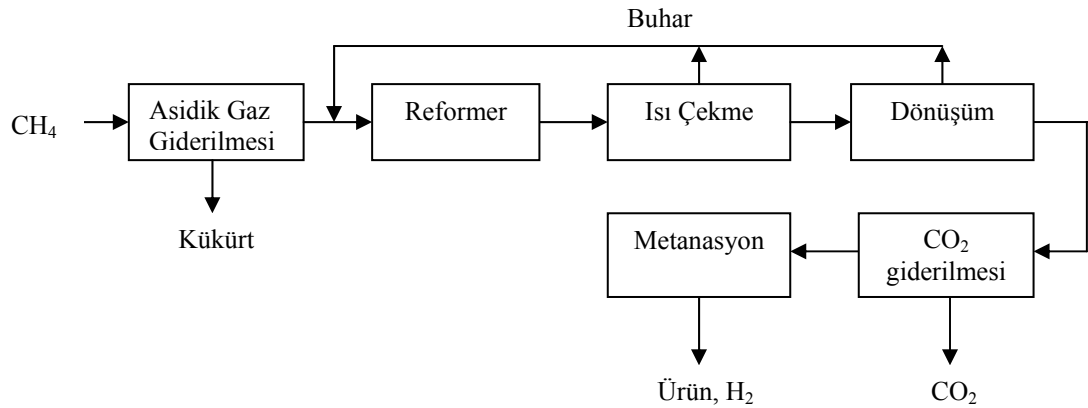 Buhar
CH₄
Asidik Gaz
Giderilmesi
Reformer
Isı Çekme
Dönüşüm
Kükürt
Metanasyon
CO₂
giderilmesi
Ürün, H₂
CO₂